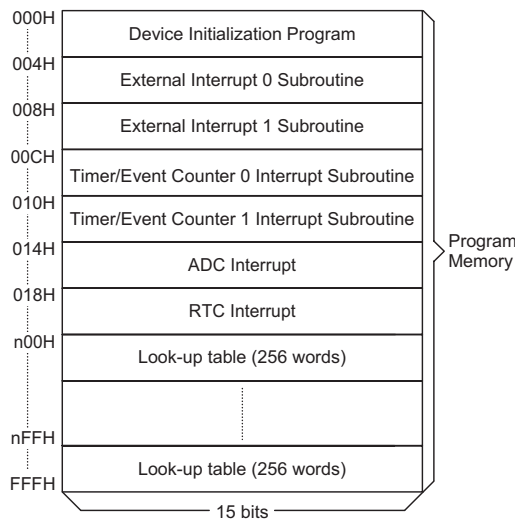 000H
Device Initialization Program
004H
External Interrupt 0 Subroutine
008H
External Interrupt 1 Subroutine
00CH
Timer/Event Counter 0 Interrupt Subroutine
010H
Timer/Event Counter 1 Interrupt Subroutine
014H
ADC Interrupt
018H
RTC Interrupt
n00H
Look-up table (256 words)
nFFH
Look-up table (256 words)
FFFH
15 bits
Program
Memory